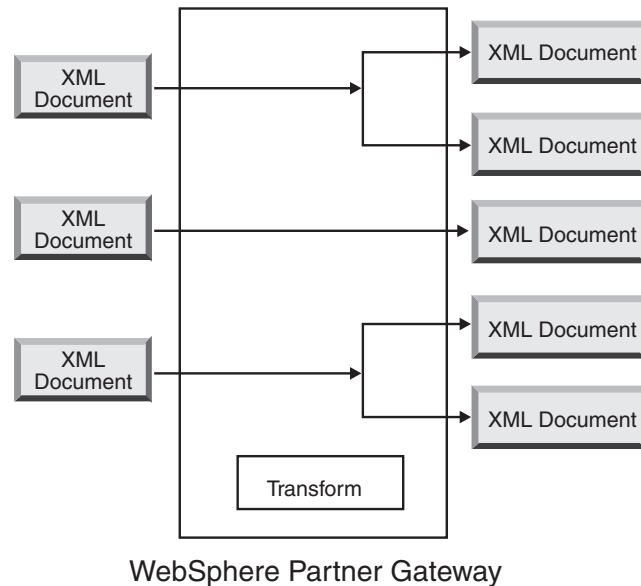 XML
Document
XML Document
XML Document
XML
Document
XML Document
XML
Document
XML Document
XML Document
Transform
WebSphere Partner Gateway